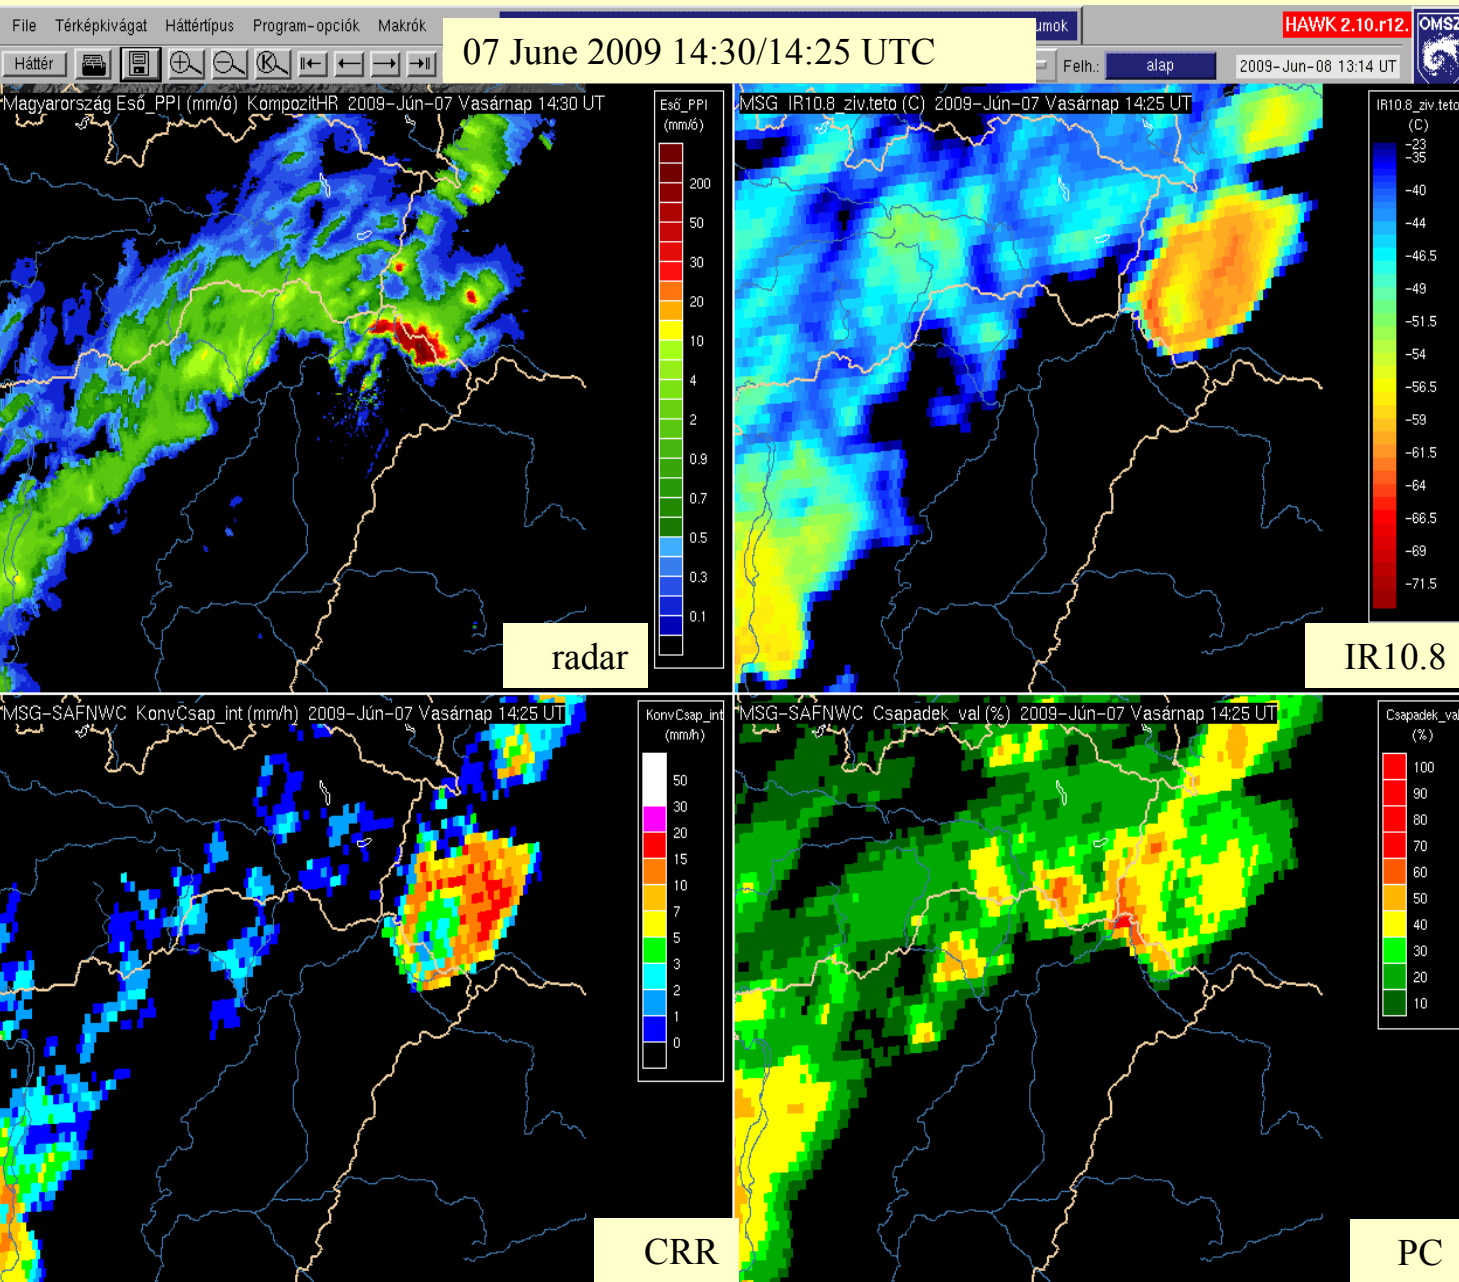 File Térképkivágat Háttértípus Program-opciók Makrók
umok
HAWK 2.10.r12.
OMSZ
07 June 2009 14:30/14:25 UTC
Háttér
K
Felh.: alap 2009-Jun-08 13:14 UT
Magyarország Eső_PPI (mm/ó) KompozitHR 2009-Jún-07 Vasárnap 14:30 UT
Eső_PPI
(mm/ó)
200
50
30
20
10
4
2
0.9
0.7
0.5
0.3
0.1
radar
MSG IR10.8_ziv.teto (C) 2009-Jún-07 Vasárnap 14:25 UT
IR10.8_ziv.teto
(C)
-23
-35
-40
-44
-46.5
-49
-51.5
-54
-56.5
-59
-61.5
-64
-66.5
-69
-71.5
IR10.8
MSG-SAFNWC KonvCsap_int (mm/h) 2009-Jún-07 Vasárnap 14:25 UT
KonvCsap_int
(mm/h)
50
30
20
15
10
7
5
3
2
1
0
CRR
MSG-SAFNWC Csapadek_val (%) 2009-Jún-07 Vasárnap 14:25 UT
Csapadek_val
(%)
100
90
80
70
60
50
40
30
20
10
PC